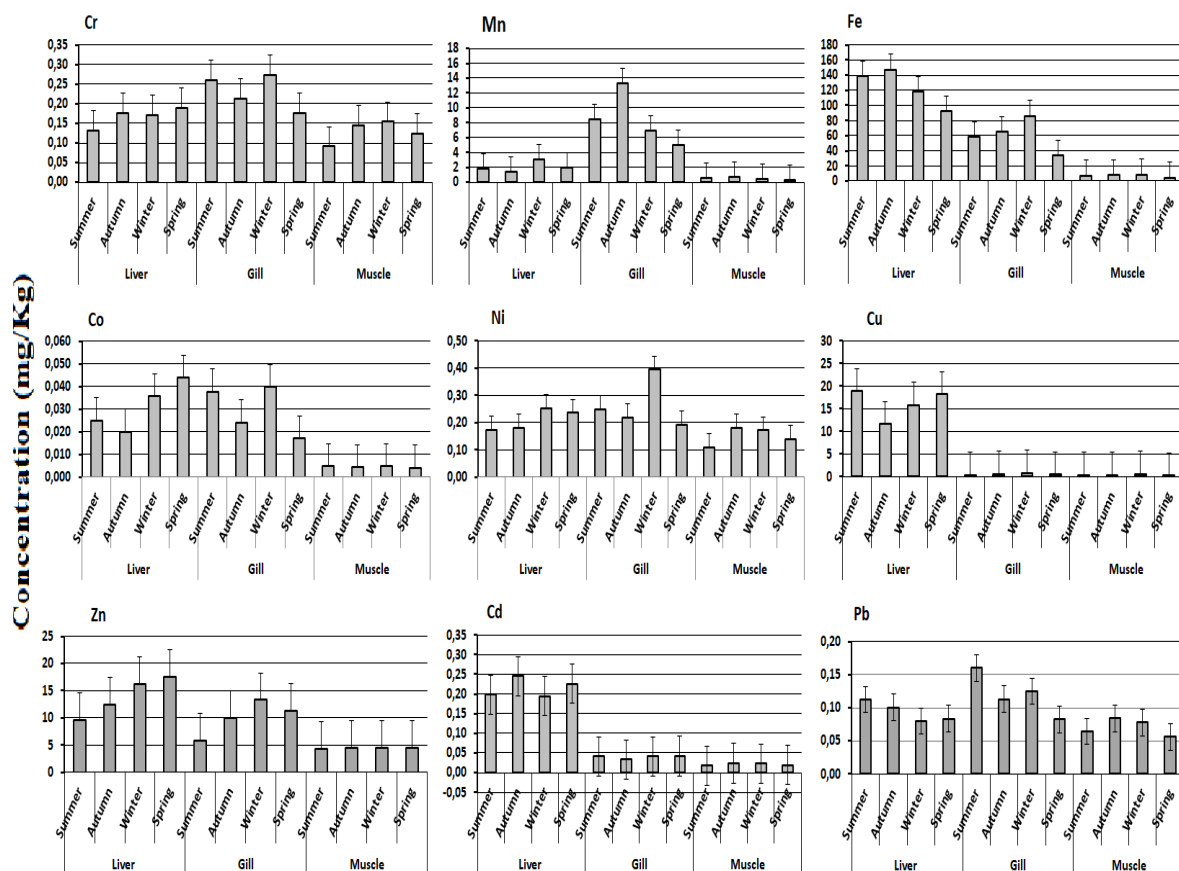 Concentration (mg/Kg)
Cr
0,35
0,30
0,25
0,20
0,15
0,10
0,05
0,00
Summer Autumn Winter Spring Summer Autumn Winter Spring Summer Autumn Winter Spring
Liver Gill Muscle
Mn
18
16
14
12
10
8
6
4
2
0
Summer Autumn Winter Spring Summer Autumn Winter Spring Summer Autumn Winter Spring
Liver Gill Muscle
Fe
180
160
140
120
100
80
60
40
20
0
Summer Autumn Winter Spring Summer Autumn Winter Spring Summer Autumn Winter Spring
Liver Gill Muscle
Co
0,060
0,050
0,040
0,030
0,020
0,010
0,000
Summer Autumn Winter Spring Summer Autumn Winter Spring Summer Autumn Winter Spring
Liver Gill Muscle
Ni
0,50
0,40
0,30
0,20
0,10
0,00
Summer Autumn Winter Spring Summer Autumn Winter Spring Summer Autumn Winter Spring
Liver Gill Muscle
Cu
30
25
20
15
10
5
0
Summer Autumn Winter Spring Summer Autumn Winter Spring Summer Autumn Winter Spring
Liver Gill Muscle
Zn
25
20
15
10
5
0
Summer Autumn Winter Spring Summer Autumn Winter Spring Summer Autumn Winter Spring
Liver Gill Muscle
Cd
0,35
0,30
0,25
0,20
0,15
0,10
0,05
0,00
-0,05
Summer Autumn Winter Spring Summer Autumn Winter Spring Summer Autumn Winter Spring
Liver Gill Muscle
Pb
0,20
0,15
0,10
0,05
0,00
Summer Autumn Winter Spring Summer Autumn Winter Spring Summer Autumn Winter Spring
Liver Gill Muscle